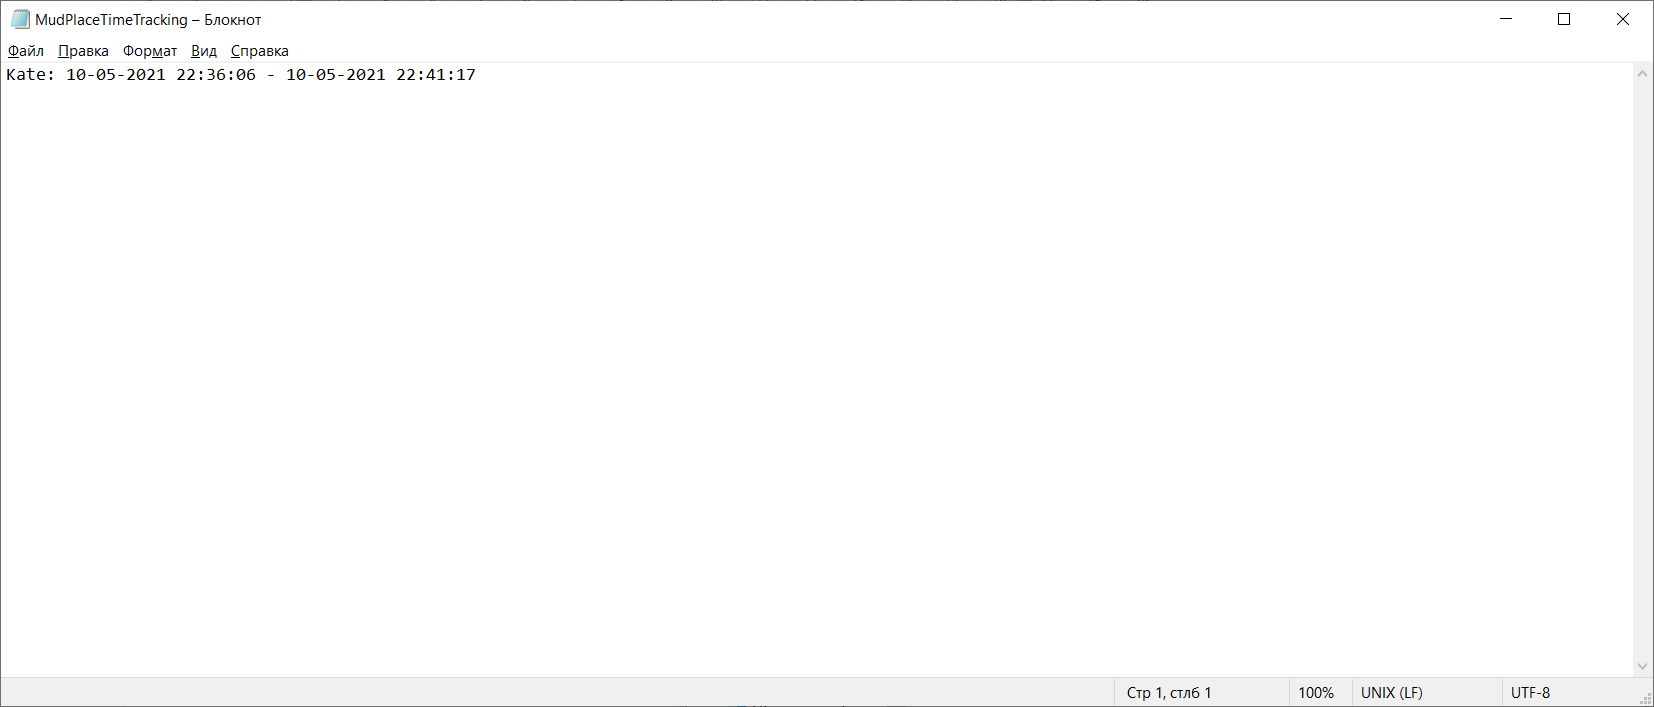 MudPlaceTimeTracking – Блокнот
Файл Правка Формат Вид Справка
Kate: 10-05-2021 22:36:06 - 10-05-2021 22:41:17
Стр 1, стлб 1 100% UNIX (LF) UTF-8